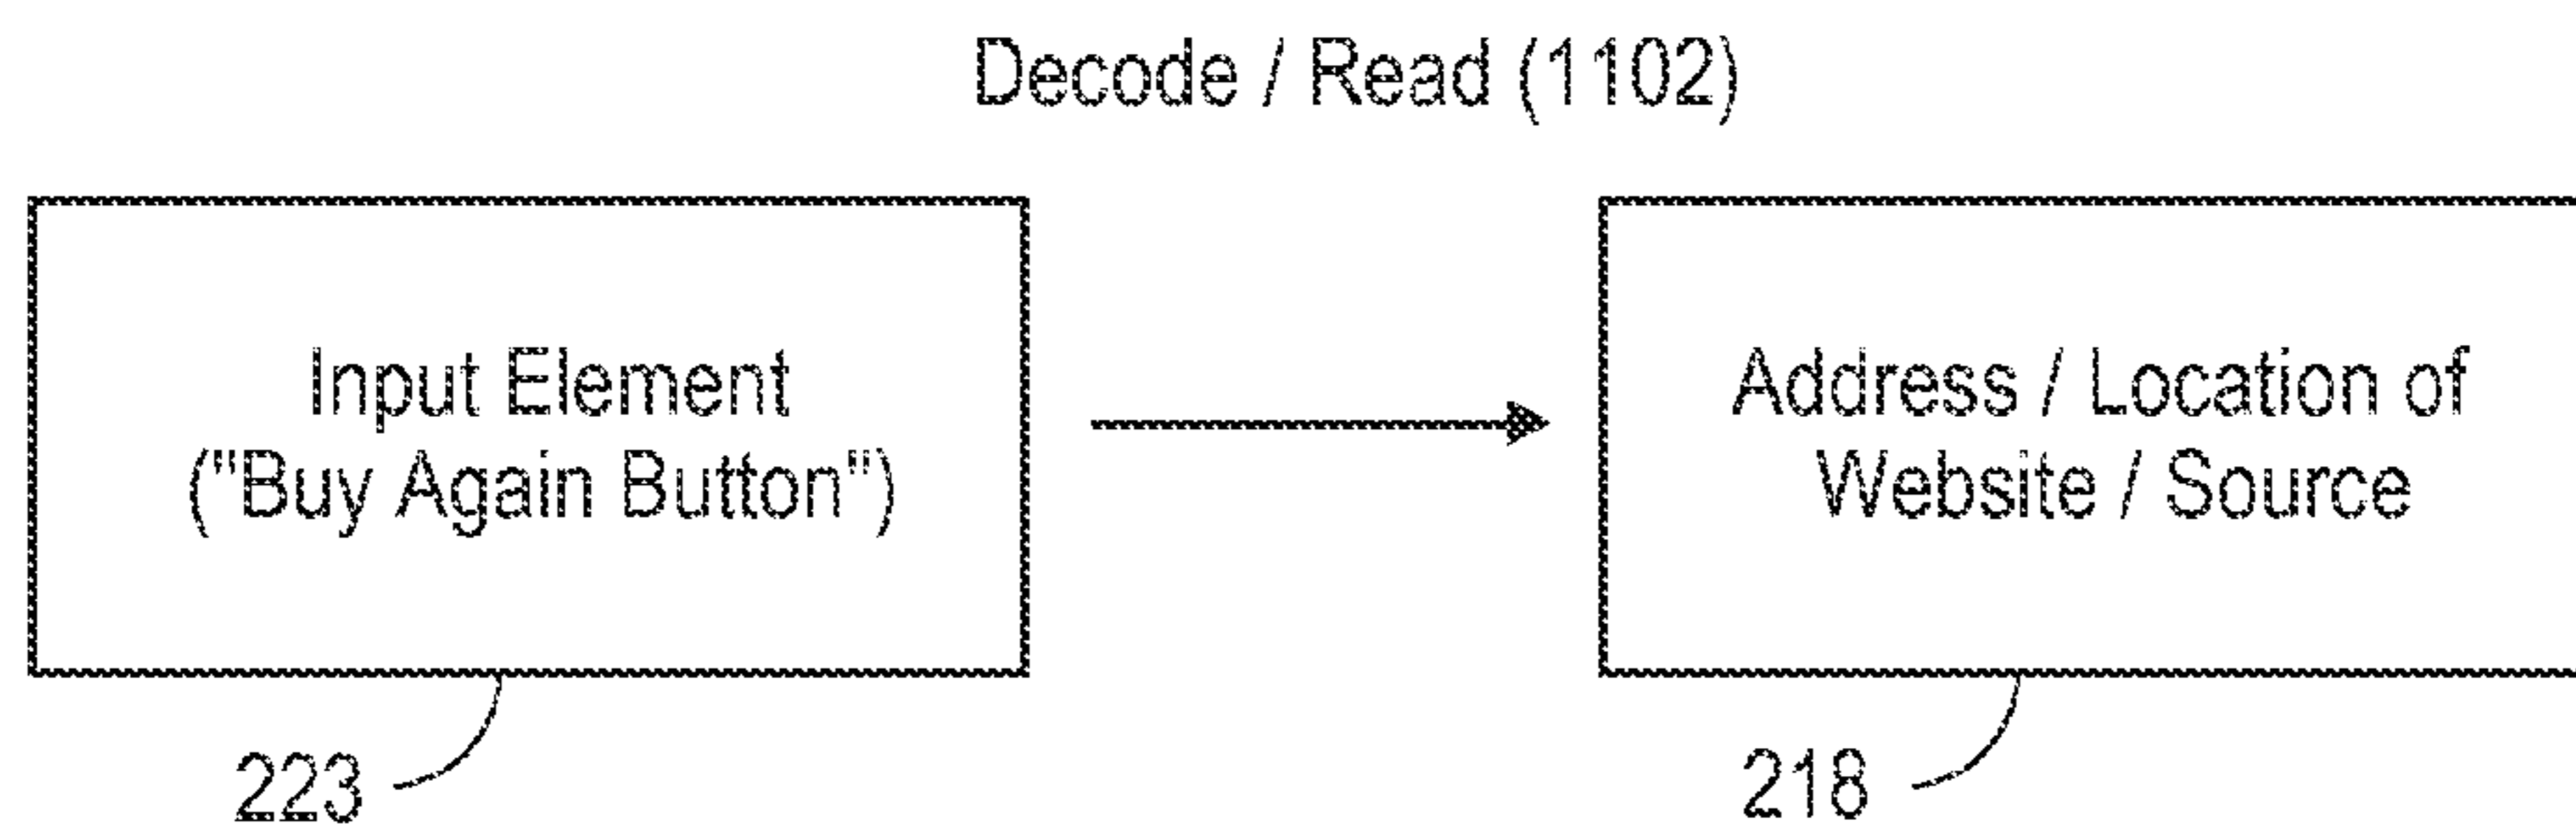 Decode / Read (1102)
Input Element
("Buy Again Button")
Address / Location of
Website / Source
223
218